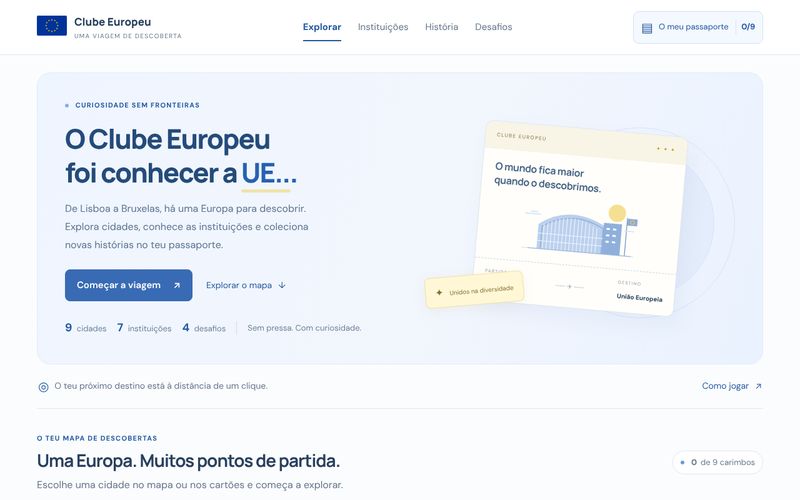 Clube Europeu
UMA VIAGEM DE DESCOBERTA
Explorar
Instituições
História
Desafios
O meu passaporte
0/9
CURIOSIDADE SEM FRONTEIRAS
O Clube Europeu
foi conhecer a UE...
De Lisboa a Bruxelas, há uma Europa para descobrir.
Explora cidades, conhece as instituições e coleciona
novas histórias no teu passaporte.
Começar a viagem
Explorar o mapa
9 cidades
7 instituições
4 desafios
Sem pressa. Com curiosidade.
CLUBE EUROPEU
O mundo fica maior
quando o descobrimos.
DESTINO
União Europeia
Unidos na diversidade
O teu próximo destino está à distância de um clique.
Como jogar
O TEU MAPA DE DESCOBERTAS
Uma Europa. Muitos pontos de partida.
0 de 9 carimbos
Escolhe uma cidade no mapa ou nos cartões e começa a explorar.